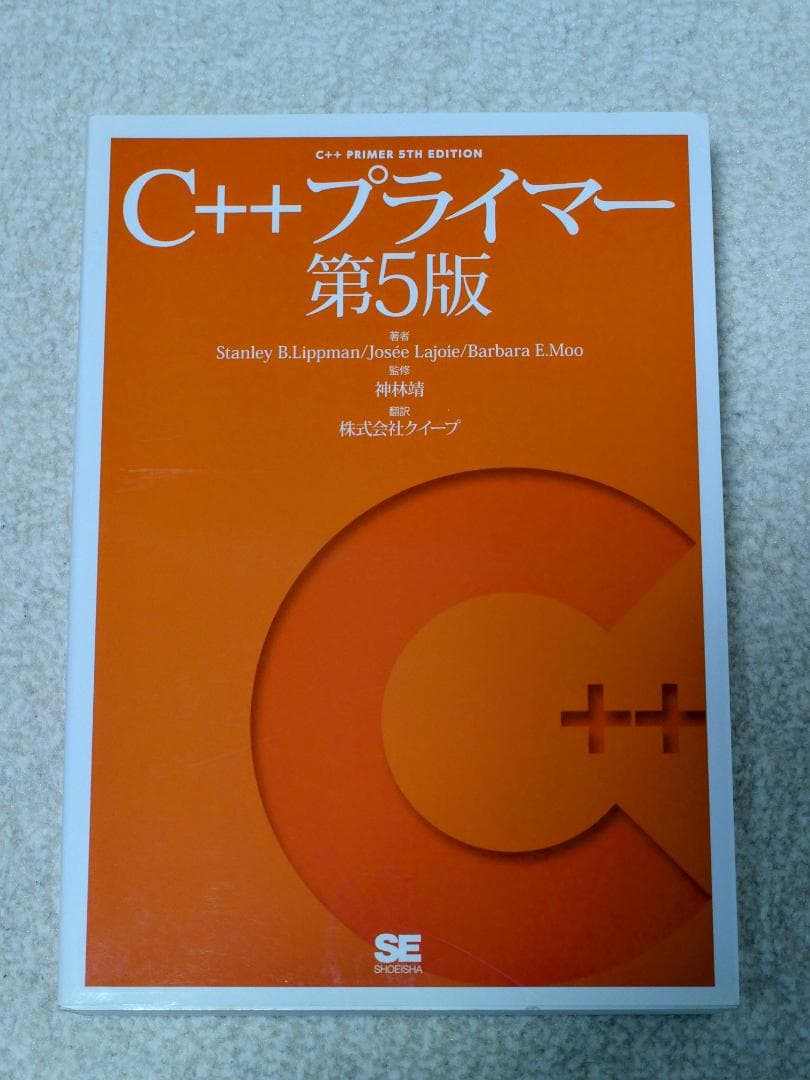 C++ PRIMER 5TH EDITION
C++プライマー
第5版
著者
Stanley B.Lippman/Josée Lajoie/Barbara E.Moo
監修
神林靖
翻訳
株式会社クイープ
C++
SE
SHOEISHA